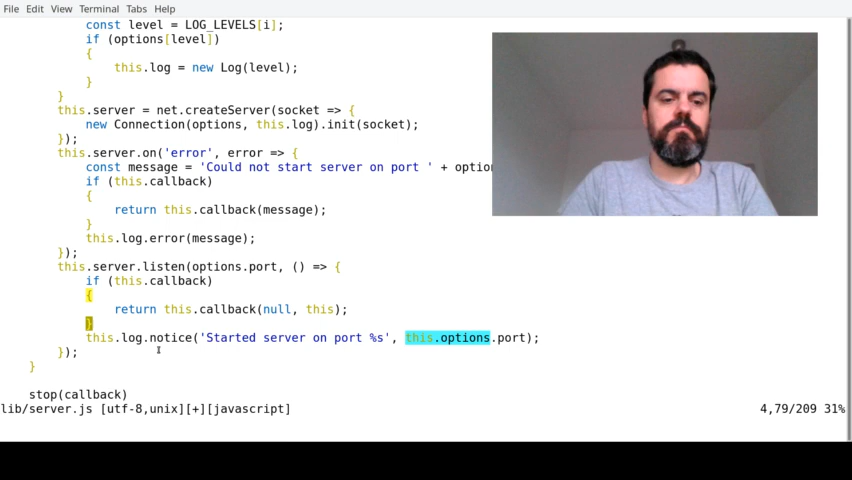 File Edit View Terminal Tabs Help
const level = LOG_LEVELS[i];
if (options[level])
{
this.log = new Log(level);
}
}
this.server = net.createServer(socket => {
new Connection(options, this.log).init(socket);
});
this.server.on('error', error => {
const message = 'Could not start server on port ' + optio
if (this.callback)
{
return this.callback(message);
}
this.log.error(message);
});
this.server.listen(options.port, () => {
if (this.callback)
{
return this.callback(null, this);
}
this.log.notice('Started server on port %s', this.options.port);
});
}
stop(callback)
lib/server.js [utf-8,unix][+][javascript] 4,79/209 31%